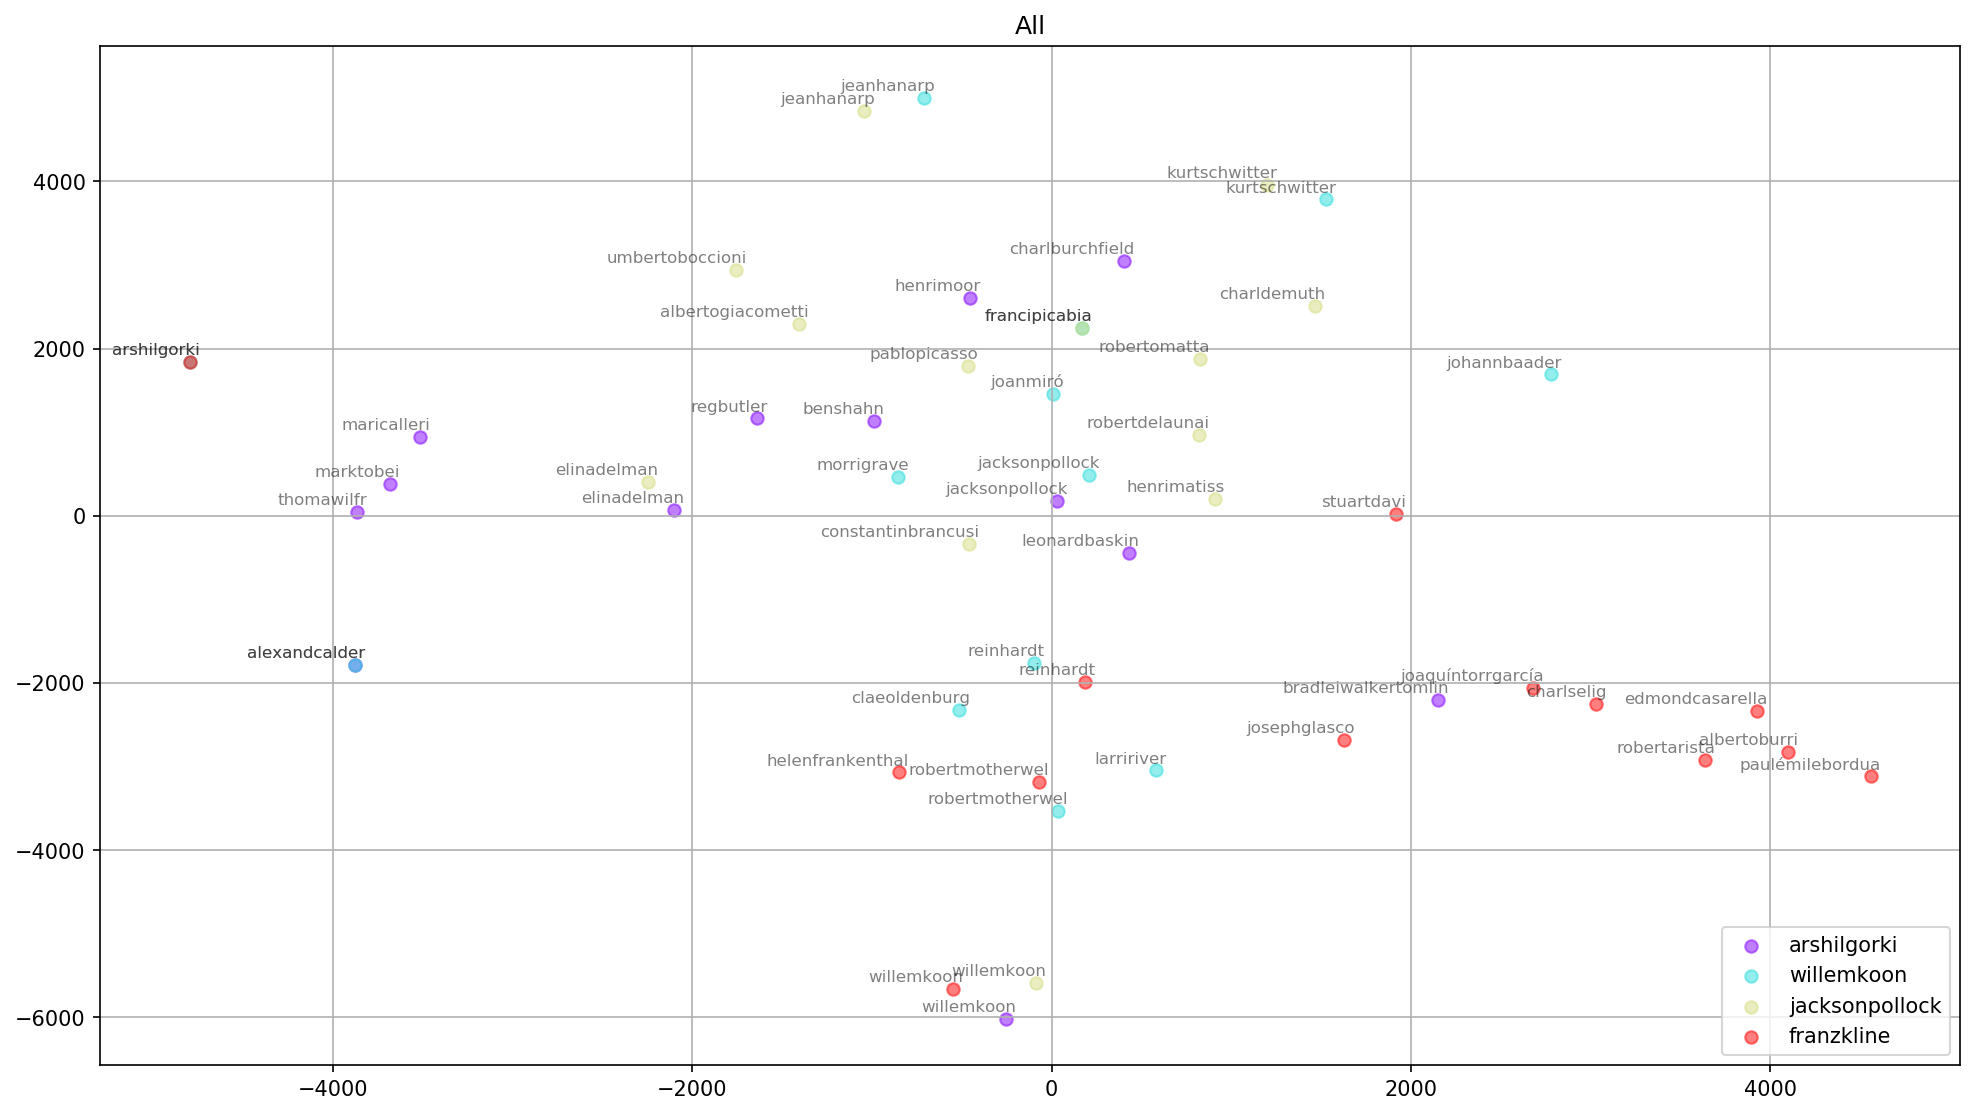 All
jeanhanarp
jeanhanarp
4000
kurtschwitter
kurtschwitter
charlburchfield
umbertoboccioni
henrimoor
charldemuth
albertogiacometti
francipicabia
2000
arshilgorki
robertomatta
pablopicasso
johannbaader
joanmiró
regbutler
benshahn
maricalleri
robertdelaunai
marktobei
elinadelman
morrigrave
jacksonpollock
thomawilfr
elinadelman
jacksonpollock
henrimatiss
stuartdavi
0
constantinbrancusi
leonardbaskin
alexandcalder
reinhardt
reinhardt
−2000
joaquíntorrgarcía
bradleiwalkertomlin
charlselig
edmondcasarella
claeoldenburg
josephglasco
albertoburri
robertarista
helenfrankenthal
robertmotherwel
larririver
paulémilebordua
robertmotherwel
−4000
willemkoon
willemkoon
willemkoon
−6000
arshilgorki
willemkoon
jacksonpollock
franzkline
−4000 −2000 0 2000 4000